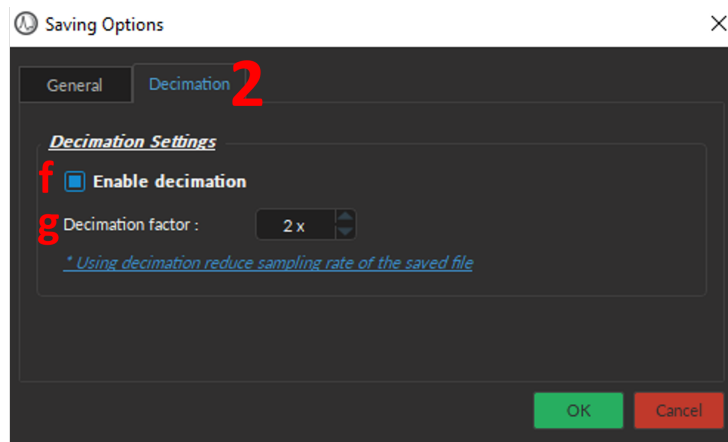 Saving Options
General Decimation 2
Decimation Settings
f Enable decimation
g Decimation factor : 2 x
* Using decimation reduce sampling rate of the saved file
OK Cancel